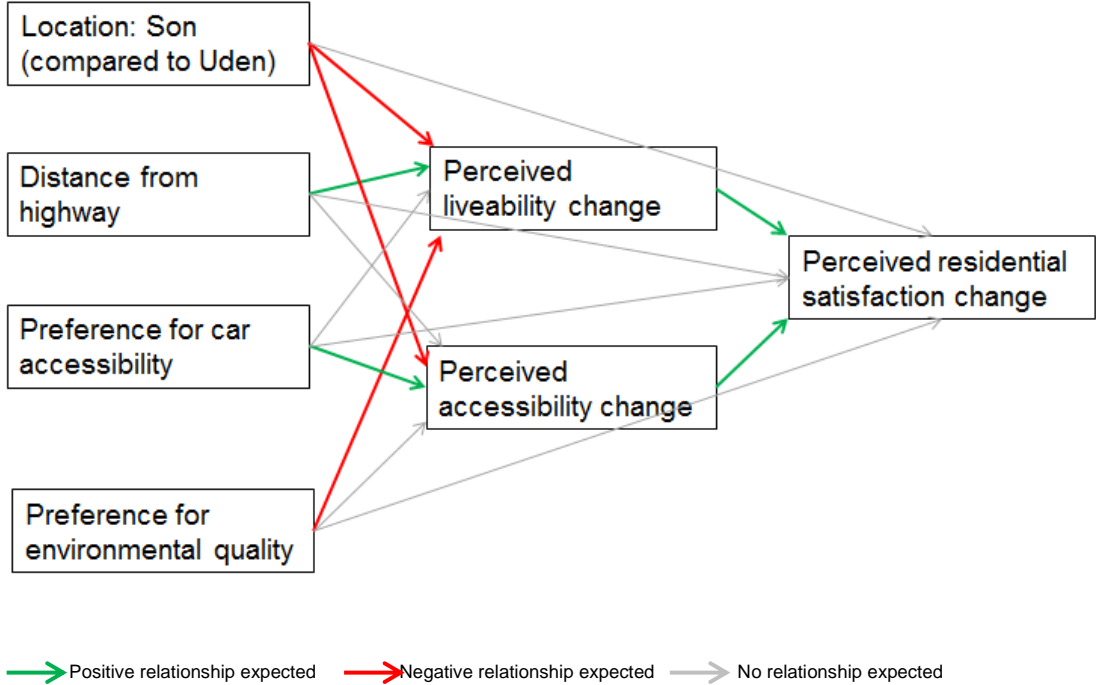 Location: Son
(compared to Uden)
Distance from
highway
Preference for car
accessibility
Preference for
environmental quality
Perceived
liveability change
Perceived
accessibility change
Perceived residential
satisfaction change
Positive relationship expected
Negative relationship expected
No relationship expected